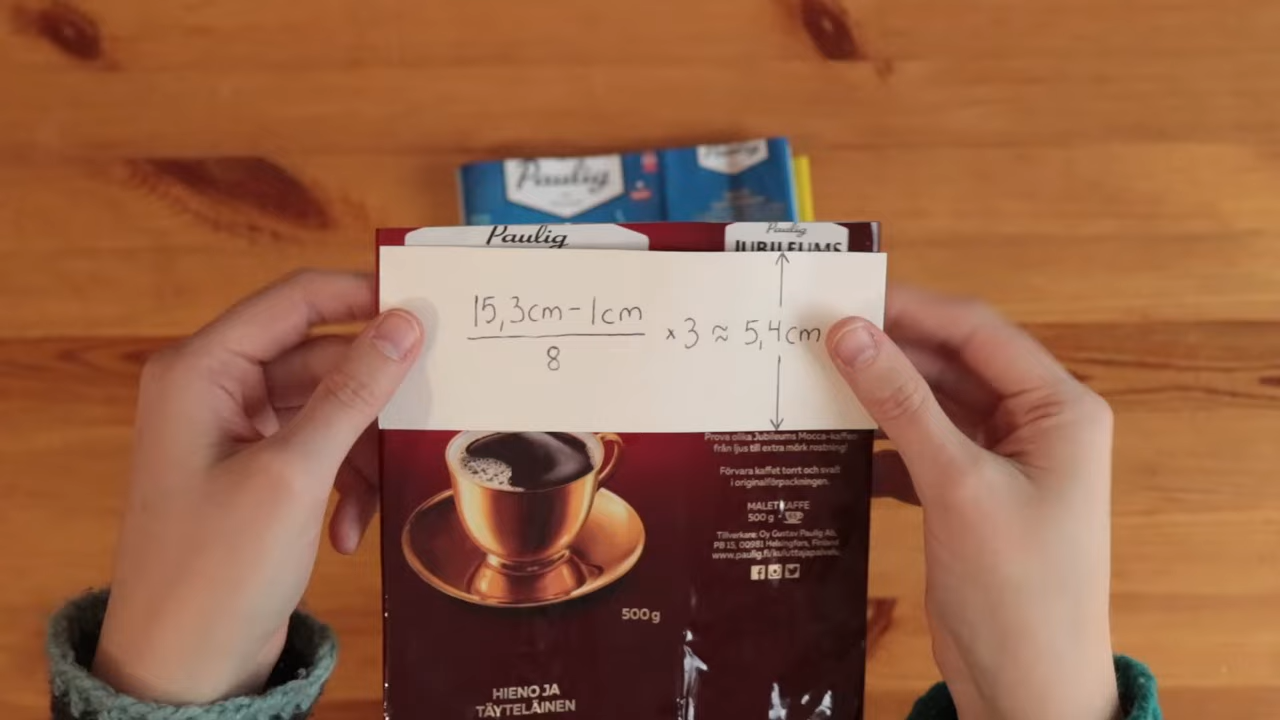 Paulig
Paulig
Paulig
JUBILEUMS
15,3cm-1cm
8
×3 ≈ 5,4cm
Prova olika Jubileums Mocca-kaffen
från ljus till extra mörk rostning!
Förvara kaffet torrt och svalt
i originalförpackningen.
MALET KAFFE
500 g
Tillverkare: Oy Gustav Paulig Ab,
PB 15, 00981 Helsingfors, Finland
www.paulig.fi/kuluttajapalvelu
500 g
HIENO JA
TÄYTELÄINEN